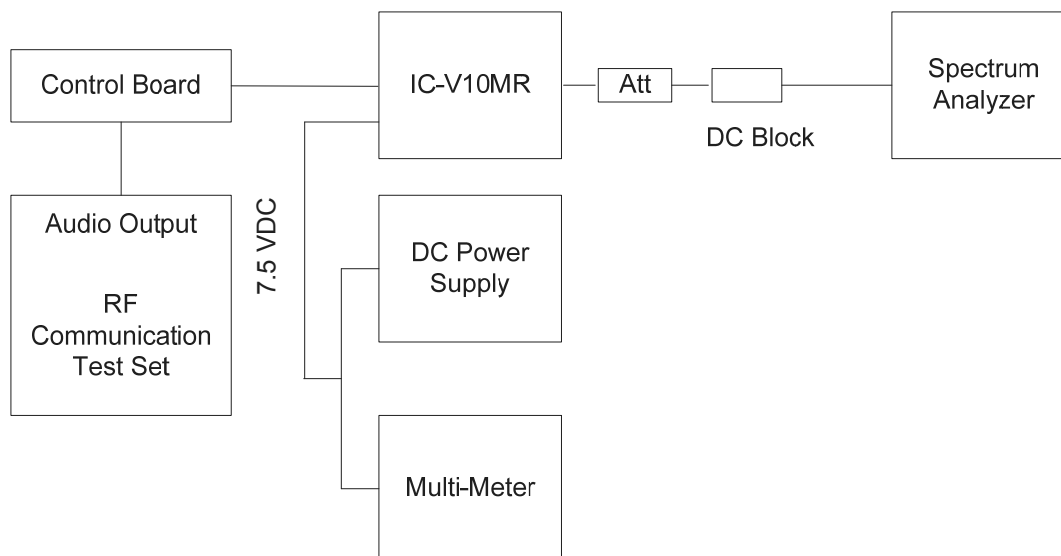 Control Board
IC-V10MR
Att
DC Block
Spectrum
Analyzer
Audio Output
RF
Communication
Test Set
7.5 VDC
DC Power
Supply
Multi-Meter